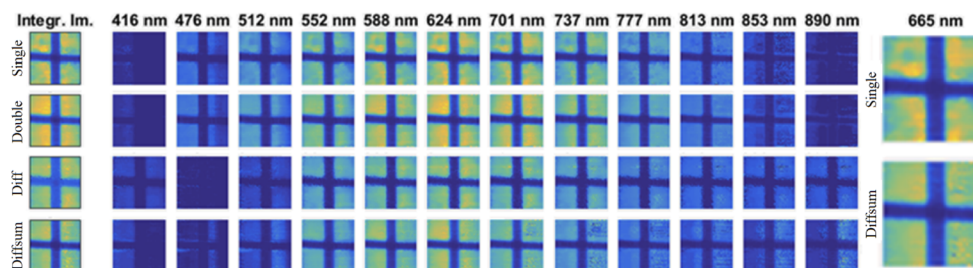 Integr. Im. 416 nm 476 nm 512 nm 552 nm 588 nm 624 nm 701 nm 737 nm 777 nm 813 nm 853 nm 890 nm 665 nm
Single
Double
Diff
Diffsum
Single
Diffsum